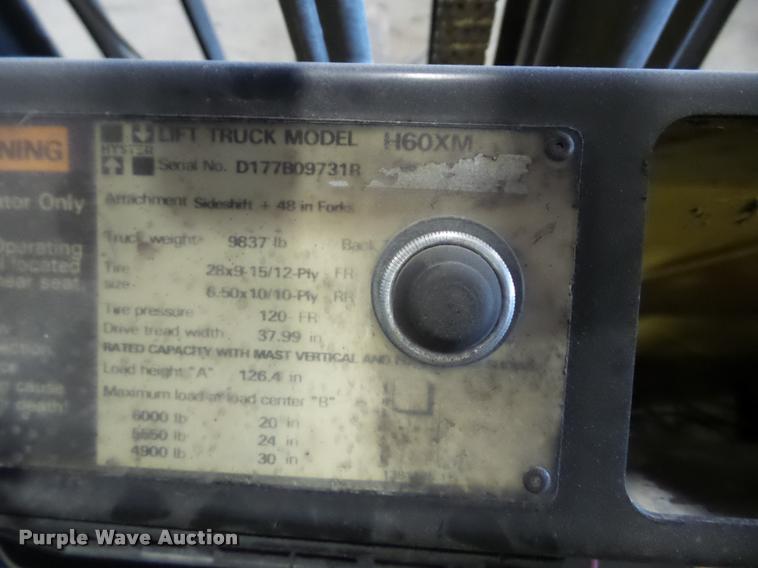 NING
ator Only
Operating
located
near seat.
cause
death!
HYSTER
LIFT TRUCK MODEL H60XM
Serial No. D177B09731R
Attachment Sideshift + 48 in Forks
Truck weight 9837 lb Back
Tire 28x9-15/12-Ply FR
size 6.50x10/10-Ply RR
Tire pressure 120- FR
Drive tread width 37.99 in
RATED CAPACITY WITH MAST VERTICAL AND
Load height "A" 126.4 in
Maximum load at load center "B"
6000 lb 20 in
5550 lb 24 in
4900 lb 30 in
Purple Wave Auction